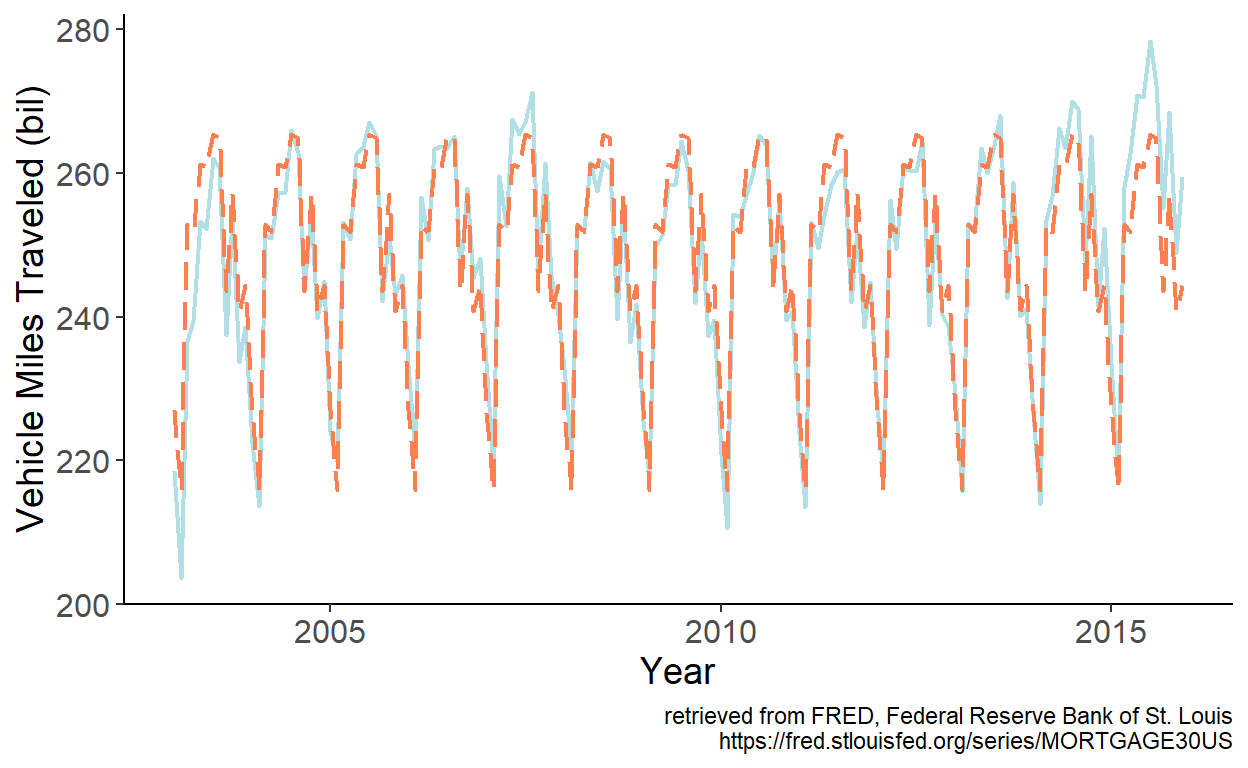 280
260
240
220
200
Vehicle Miles Traveled (bil)
2005 2010 2015
Year
retrieved from FRED, Federal Reserve Bank of St. Louis
https://fred.stlouisfed.org/series/MORTGAGE30US